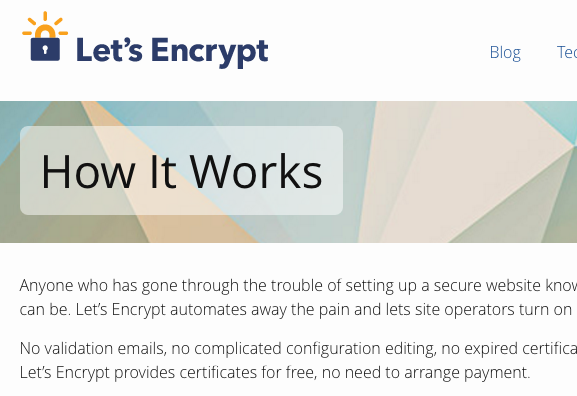 Let's Encrypt
Blog
How It Works
Anyone who has gone through the trouble of setting up a secure website
can be. Let's Encrypt automates away the pain and lets site operators turn on
No validation emails, no complicated configuration editing, no expired
Let's Encrypt provides certificates for free, no need to arrange payment.